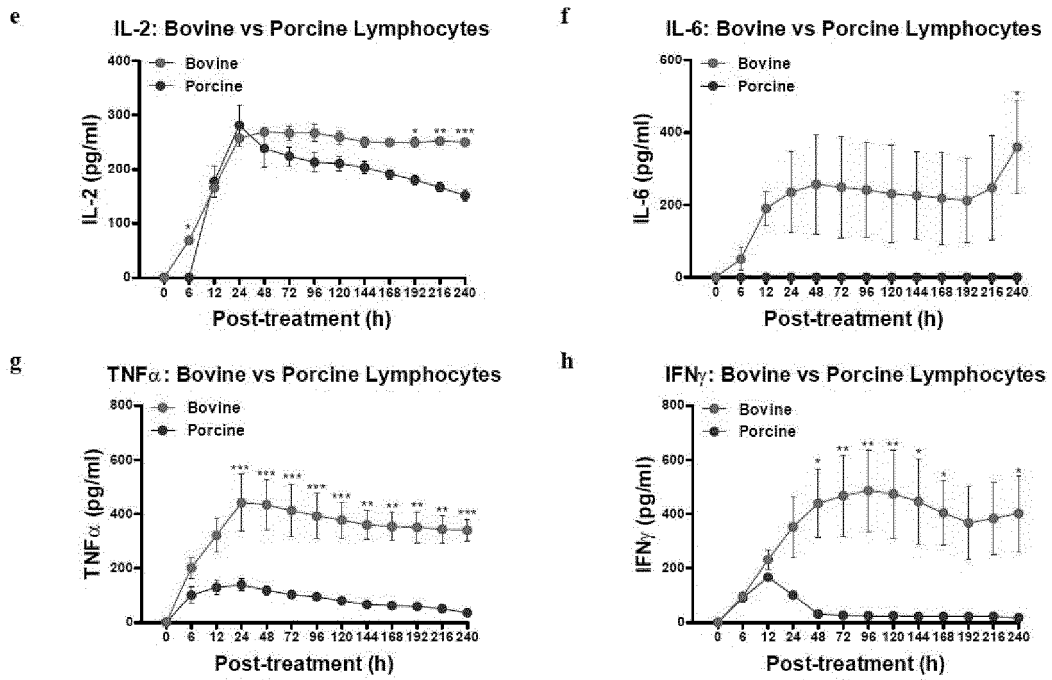 e
IL-2: Bovine vs Porcine Lymphocytes
Bovine
Porcine
IL-2 (pg/ml)
400
300
200
100
0
* * ** ***
0 6 12 24 48 72 96 120 144 168 192 216 240
Post-treatment (h)
f
IL-6: Bovine vs Porcine Lymphocytes
Bovine
Porcine
IL-6 (pg/ml)
600
400
200
0
*
0 6 12 24 48 72 96 120 144 168 192 216 240
Post-treatment (h)
g
TNFα: Bovine vs Porcine Lymphocytes
Bovine
Porcine
TNFα (pg/ml)
800
600
400
200
0
*** *** *** *** *** ** ** ** ** ***
0 6 12 24 48 72 96 120 144 168 192 216 240
Post-treatment (h)
h
IFNγ: Bovine vs Porcine Lymphocytes
Bovine
Porcine
IFNγ (pg/ml)
800
600
400
200
0
* ** ** ** * * *
0 6 12 24 48 72 96 120 144 168 192 216 240
Post-treatment (h)